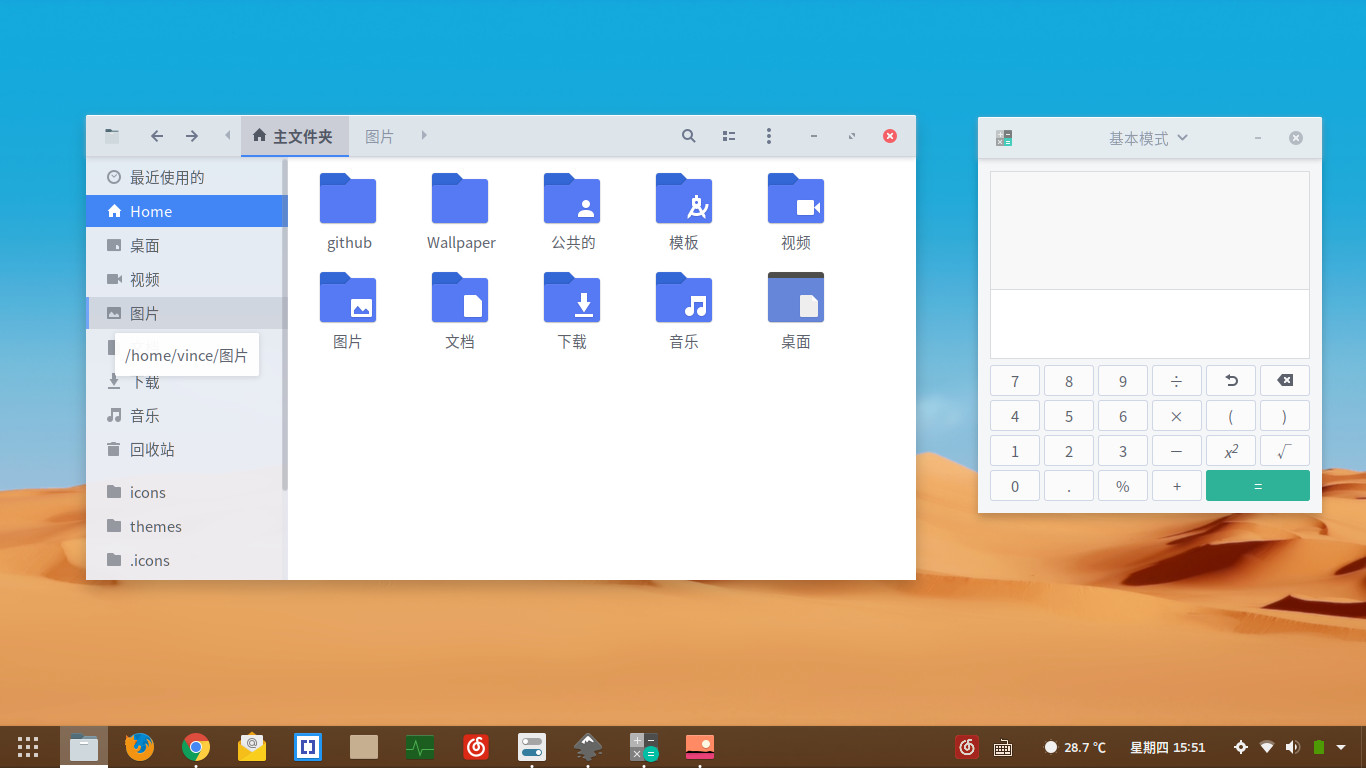 主文件夹
图片
最近使用的
Home
桌面
视频
图片
/home/vince/图片
下载
音乐
回收站
icons
themes
.icons
github
Wallpaper
公共的
模板
视频
图片
文档
下载
音乐
桌面
基本模式
7 8 9 ÷
4 5 6 × ( )
1 2 3 − x² √
0 . % + =
28.7 ℃
星期四 15:51